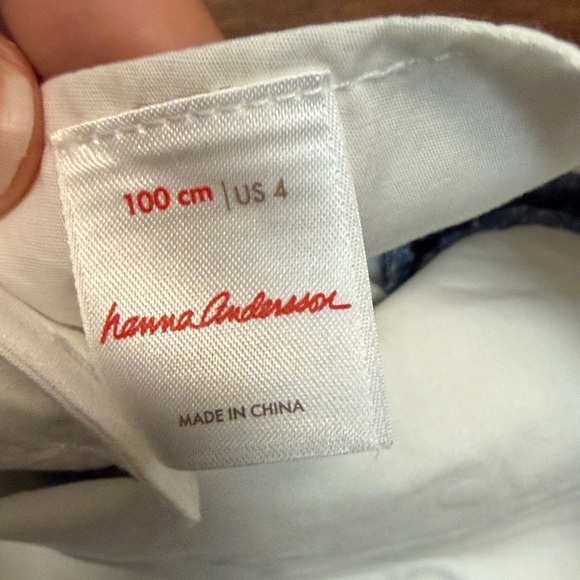 100 cm | US 4
hanna Andersson
MADE IN CHINA